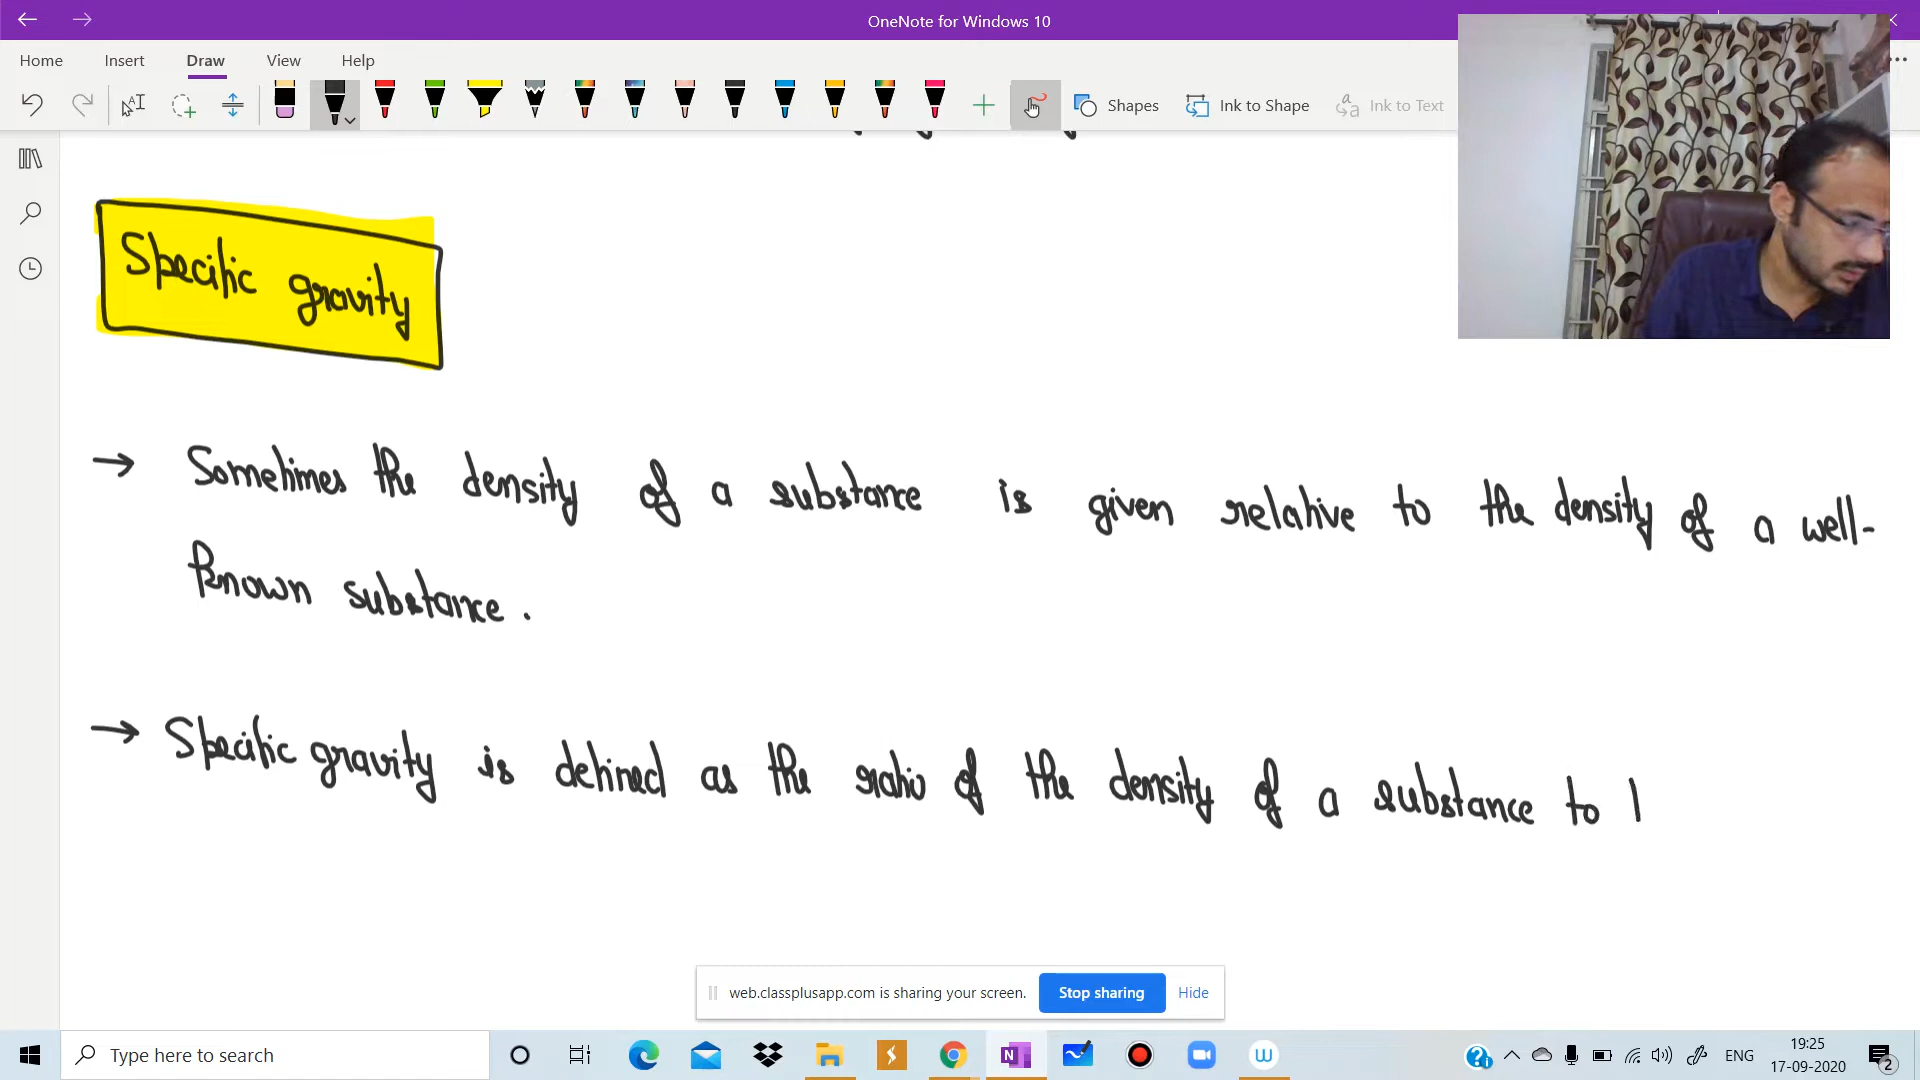 OneNote for Windows 10
Home Insert Draw View Help
Shapes Ink to Shape Ink to Text
Specific gravity
→ Sometimes the density of a substance is given relative to the density of a well-
known substance.
→ Specific gravity is defined as the ratio of the density of a substance to
web.classplusapp.com is sharing your screen. Stop sharing Hide
Type here to search
ENG
19:25
17-09-2020
2